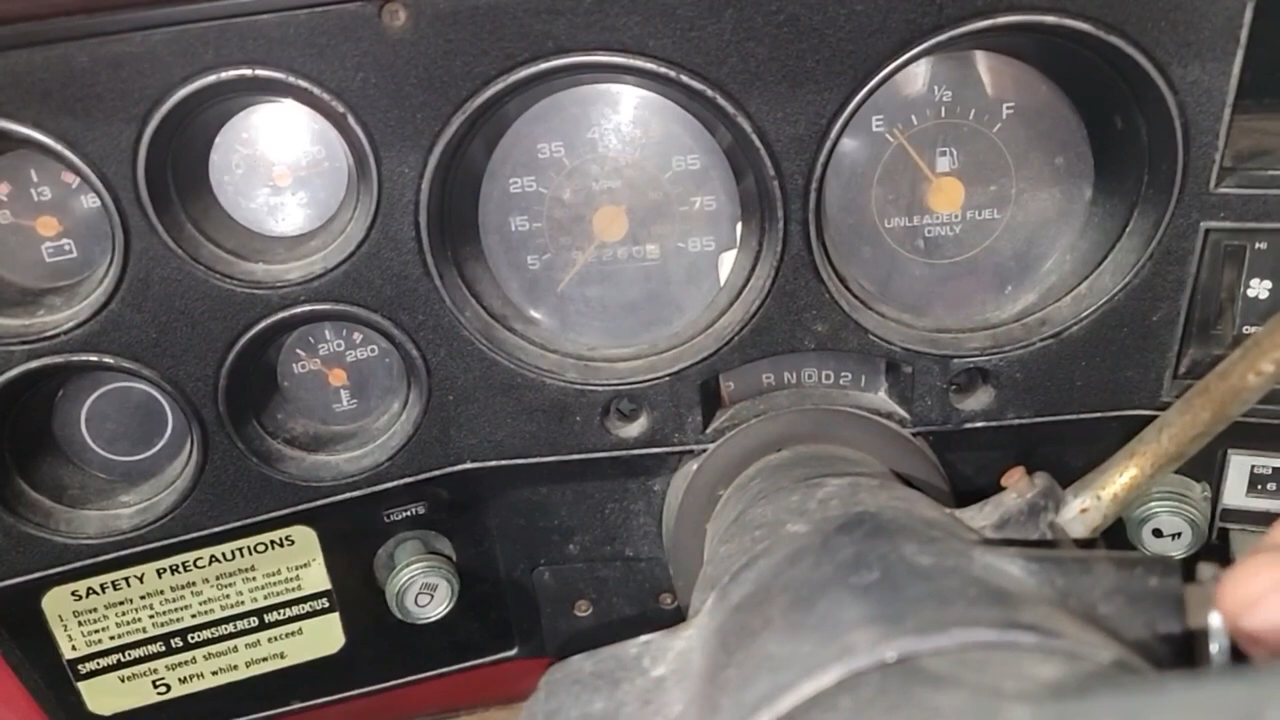 13
16
35
25
15
5
MPH
65
75
85
E
½
F
UNLEADED FUEL
ONLY
HI
100
210
260
R N D D 2 1
LIGHTS
SAFETY PRECAUTIONS
1. Drive slowly while blade is attached.
2. Attach carrying chain for "Over the road travel"
3. Lower blade whenever vehicle is unattended.
4. Use warning flasher when blade is attached.
SNOWPLOWING IS CONSIDERED HAZARDOUS
Vehicle speed should not exceed
5 MPH while plowing.
88